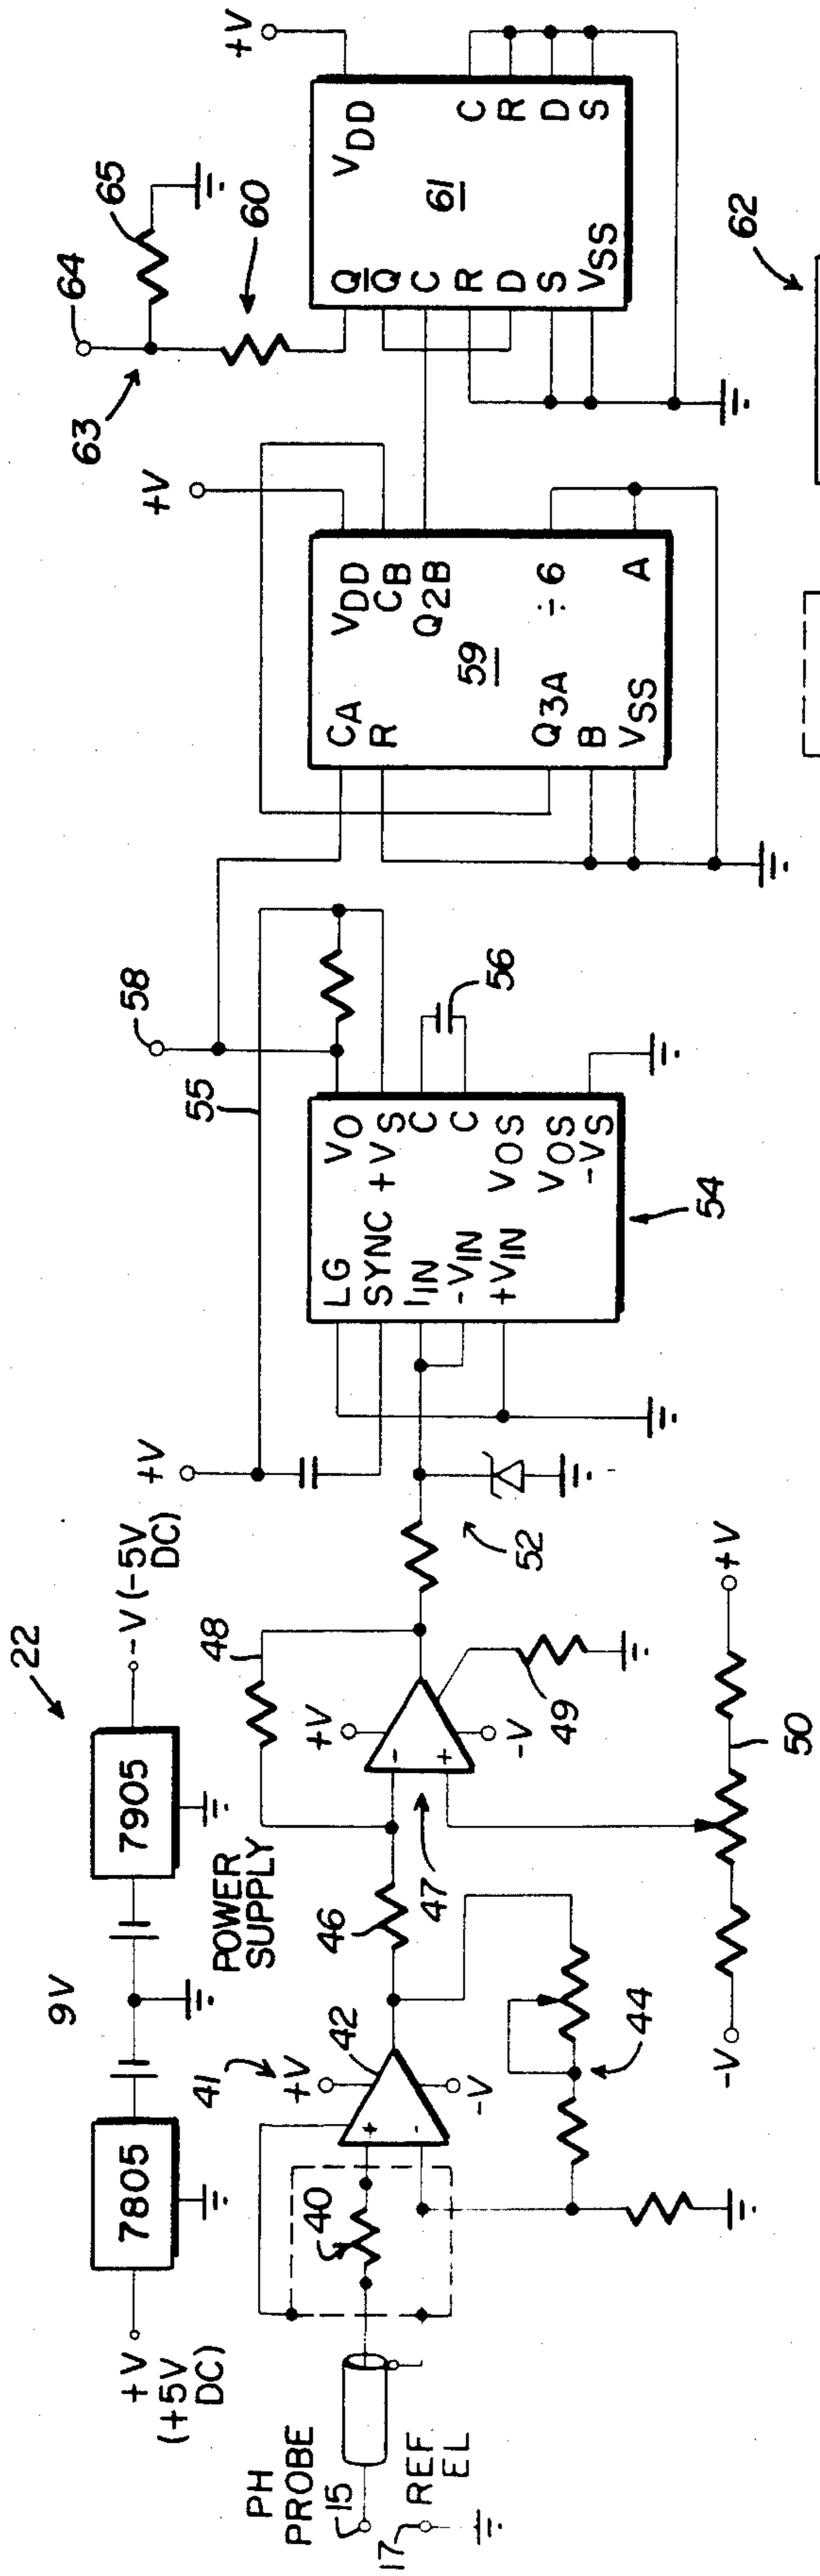 22
7805
9V
7905
+V
(+5V
DC)
-V (-5V
DC)
POWER
SUPPLY
PH
PROBE
15
17
REF
EL
40
41
+V
42
+
-
-V
44
46
47
48
+V
-
+
-V
49
-V
50
+V
52
+V
55
58
LG
SYNC
IIN
-VIN
+VIN
VO
+VS
C
C
VOS
VOS
-VS
54
56
+V
CA
R
Q3A
B
VSS
VDD
CB
Q2B
÷6
A
59
63
64
65
60
+V
Q
Q̅
C
R
D
S
VSS
VDD
C
R
D
S
61
62